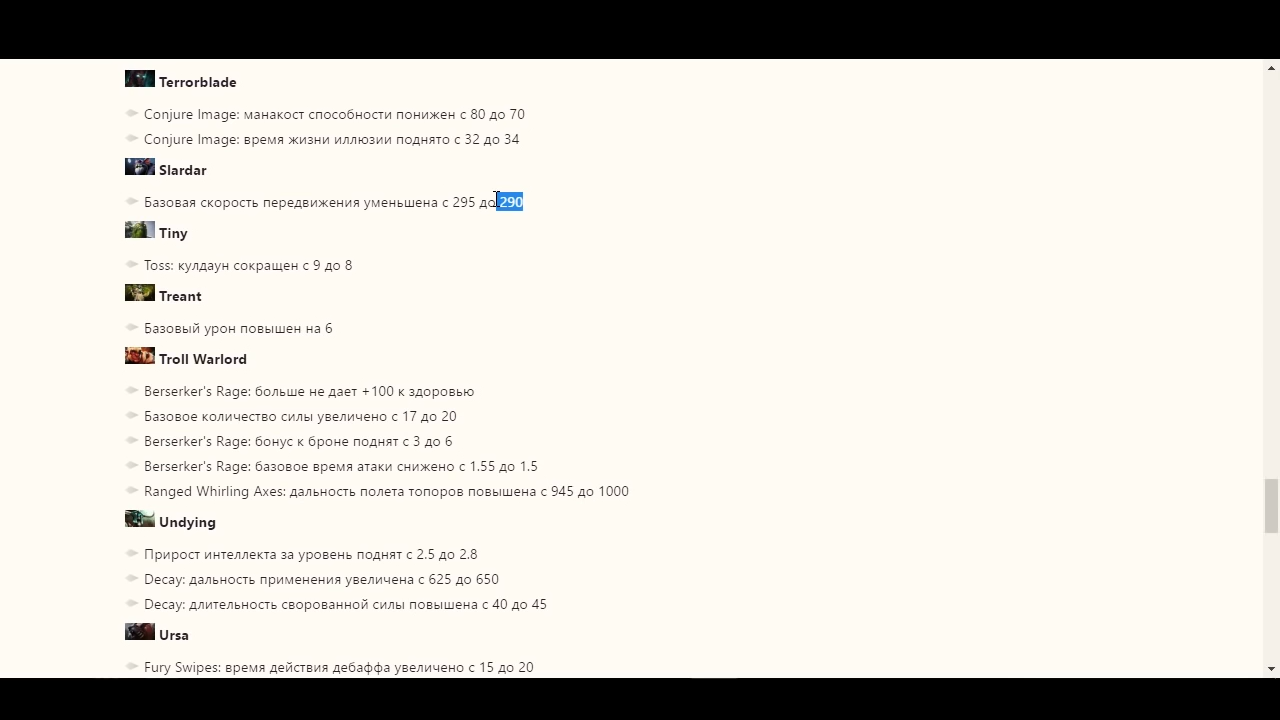 Terrorblade
Conjure Image: манакост способности понижен с 80 до 70
Conjure Image: время жизни иллюзии поднято с 32 до 34
Slardar
Базовая скорость передвижения уменьшена с 295 до 290
Tiny
Toss: кулдаун сокращен с 9 до 8
Treant
Базовый урон повышен на 6
Troll Warlord
Berserker's Rage: больше не дает +100 к здоровью
Базовое количество силы увеличено с 17 до 20
Berserker's Rage: бонус к броне поднят с 3 до 6
Berserker's Rage: базовое время атаки снижено с 1.55 до 1.5
Ranged Whirling Axes: дальность полета топоров повышена с 945 до 1000
Undying
Прирост интеллекта за уровень поднят с 2.5 до 2.8
Decay: дальность применения увеличена с 625 до 650
Decay: длительность сворованной силы повышена с 40 до 45
Ursa
Fury Swipes: время действия дебаффа увеличено с 15 до 20